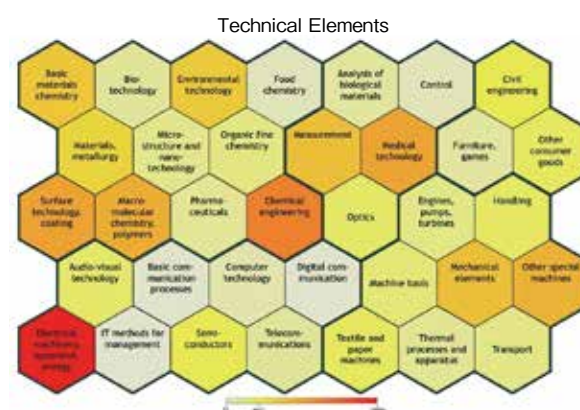 Technical Elements
Basic
materials
chemistry
Bio-
technology
Environmental
technology
Food
chemistry
Analysis of
biological
materials
Control
Civil
engineering
Materials,
metallurgy
Micro-
structure and
nano-
technology
Organic fine
chemistry
Measurement
Medical
technology
Furniture,
games
Other
consumer
goods
Surface
technology,
coating
Macro-
molecular
chemistry,
polymers
Pharma-
ceuticals
Chemical
engineering
Optics
Engines,
pumps,
turbines
Handling
Audio-visual
technology
Basic com-
munication
processes
Computer
technology
Digital com-
munication
Machine tools
Mechanical
elements
Other special
machines
Electrical
machinery,
apparatus,
energy
IT methods for
management
Semi-
conductors
Telecom-
munications
Textile and
paper
machines
Thermal
processes and
apparatus
Transport